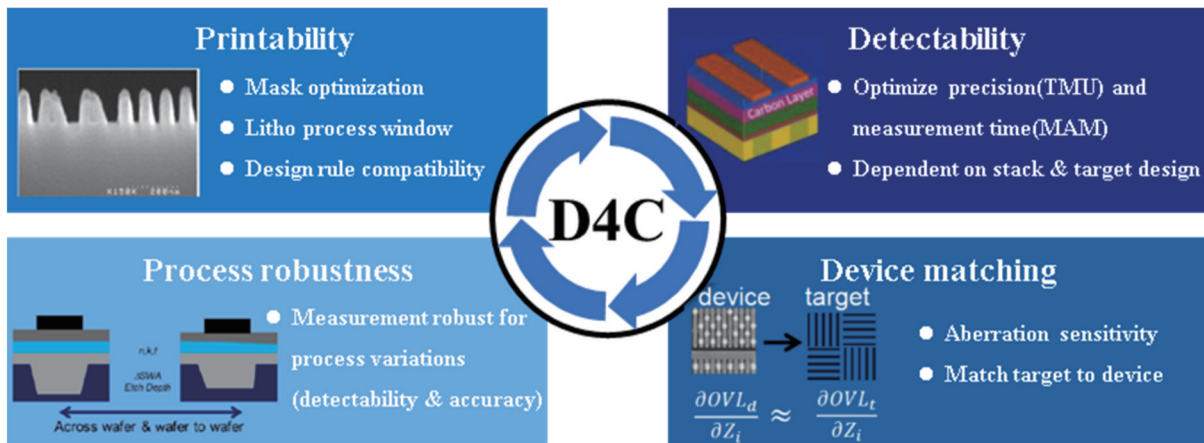 Printability
Mask optimization
Litho process window
Design rule compatibility
X150K 200nm
Detectability
Carbon Layer
Optimize precision(TMU) and
measurement time(MAM)
Dependent on stack & target design
D4C
Process robustness
n,k,t
ΔSWA
Etch Depth
Across wafer & wafer to wafer
Measurement robust for
process variations
(detectability & accuracy)
Device matching
device
target
∂OVL_d/∂Z_i ≈ ∂OVL_t/∂Z_i
Aberration sensitivity
Match target to device